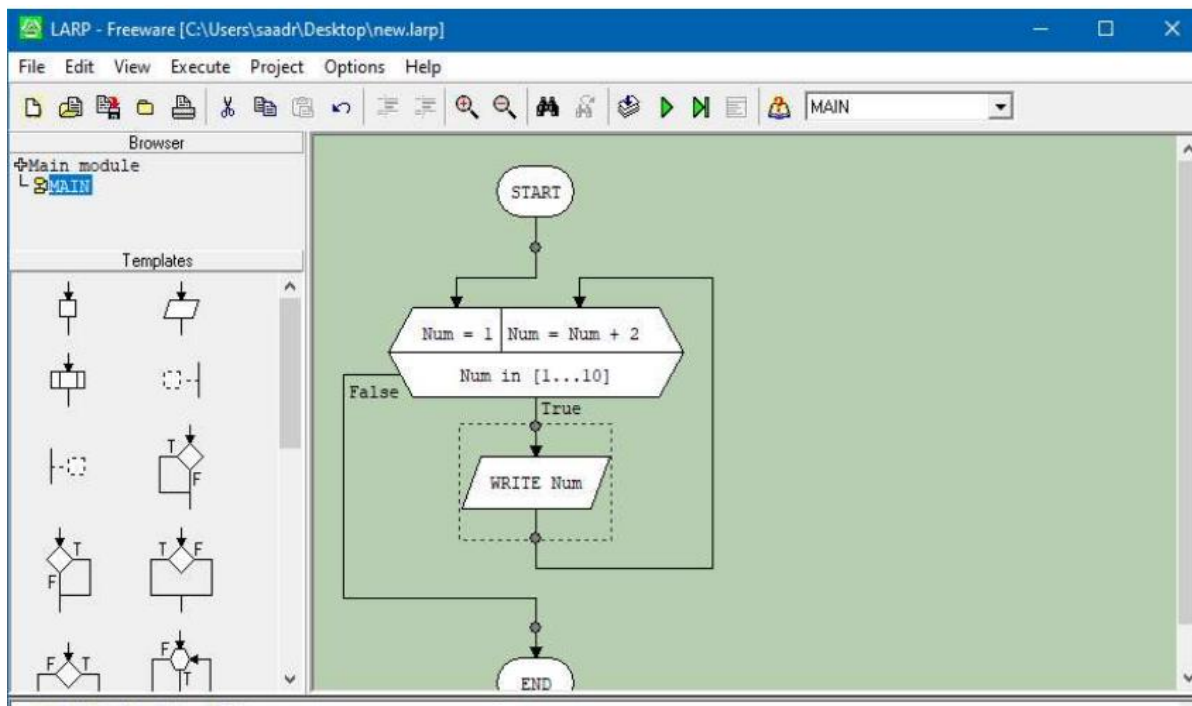 LARP - Freeware [C:\Users\saadr\Desktop\new.larp]
File Edit View Execute Project Options Help
MAIN
Browser
Main module
MAIN
Templates
T
F
T
F
T F
F T
F
T
START
Num = 1 Num = Num + 2
Num in [1...10]
False
True
WRITE Num
END